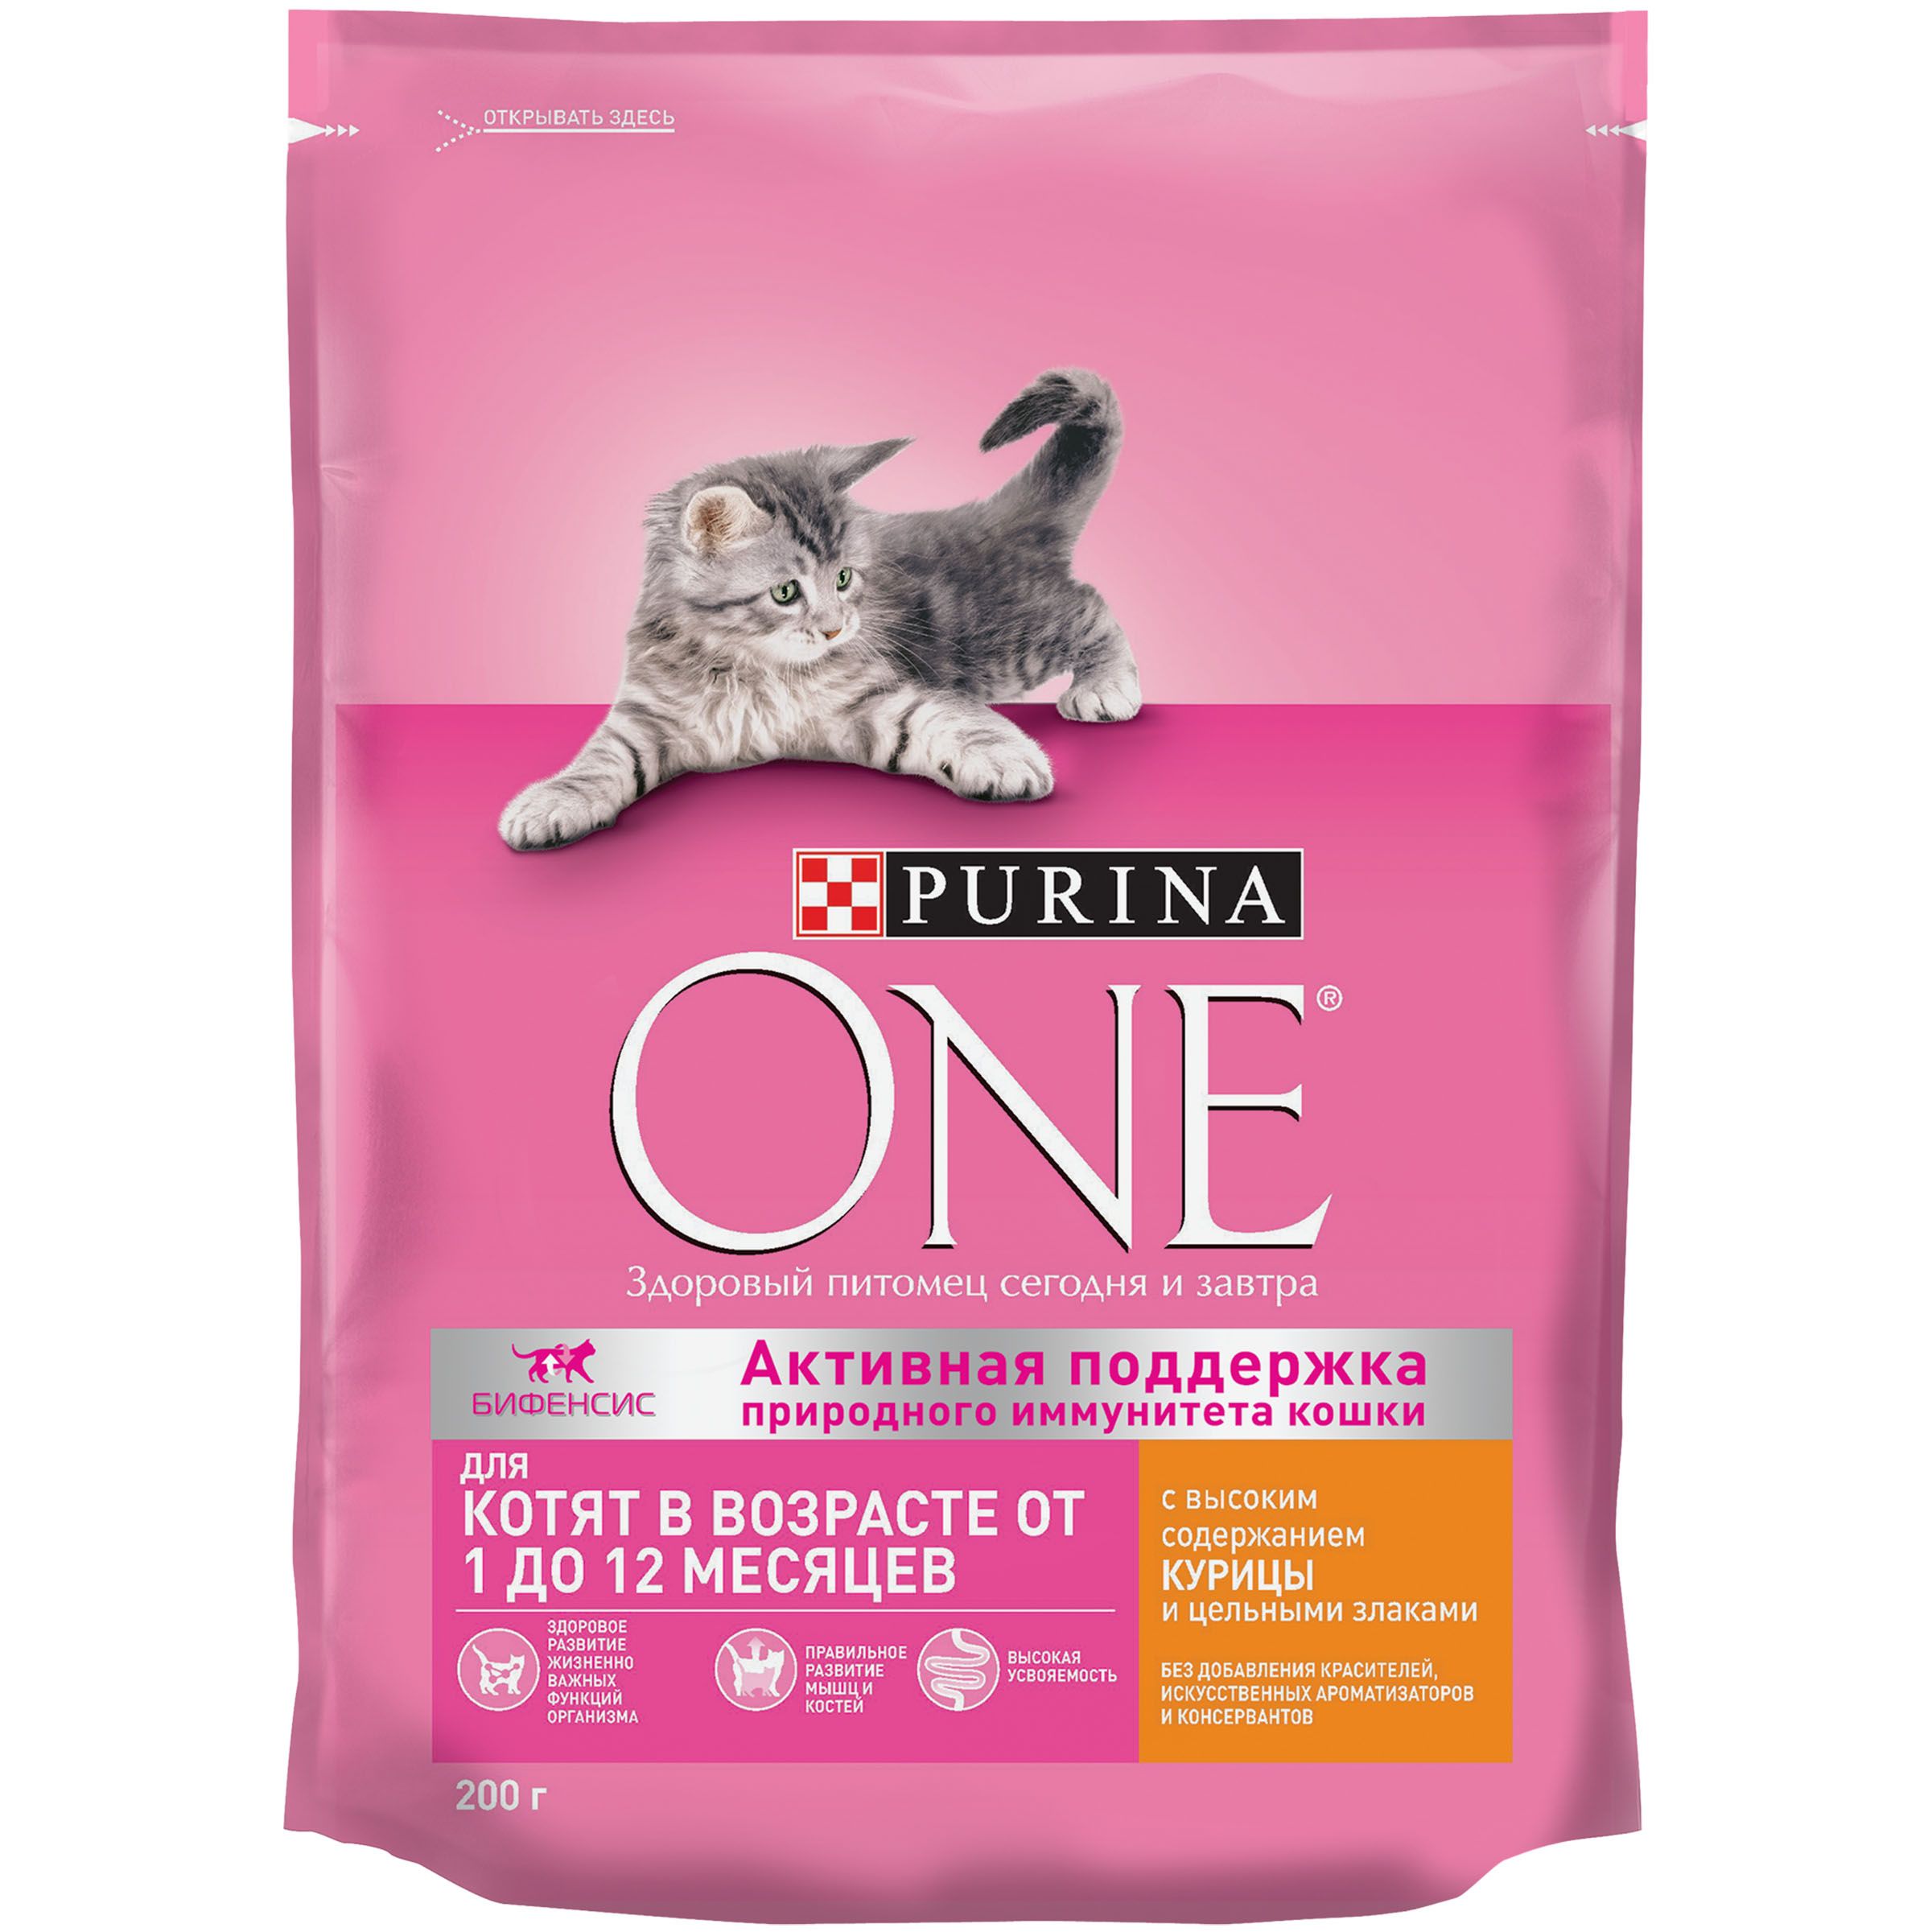 ОТКРЫВАТЬ ЗДЕСЬ
PURINA
ONE®
Здоровый питомец сегодня и завтра
БИФЕНСИС
Активная поддержка
природного иммунитета кошки
ДЛЯ
КОТЯТ В ВОЗРАСТЕ ОТ
1 ДО 12 МЕСЯЦЕВ
ЗДОРОВОЕ
РАЗВИТИЕ
ЖИЗНЕННО
ВАЖНЫХ
ФУНКЦИЙ
ОРГАНИЗМА
ПРАВИЛЬНОЕ
РАЗВИТИЕ
МЫШЦ И
КОСТЕЙ
ВЫСОКАЯ
УСВОЯЕМОСТЬ
С ВЫСОКИМ
содержанием
КУРИЦЫ
и цельными злаками
БЕЗ ДОБАВЛЕНИЯ КРАСИТЕЛЕЙ,
ИСКУССТВЕННЫХ АРОМАТИЗАТОРОВ
И КОНСЕРВАНТОВ
200 г